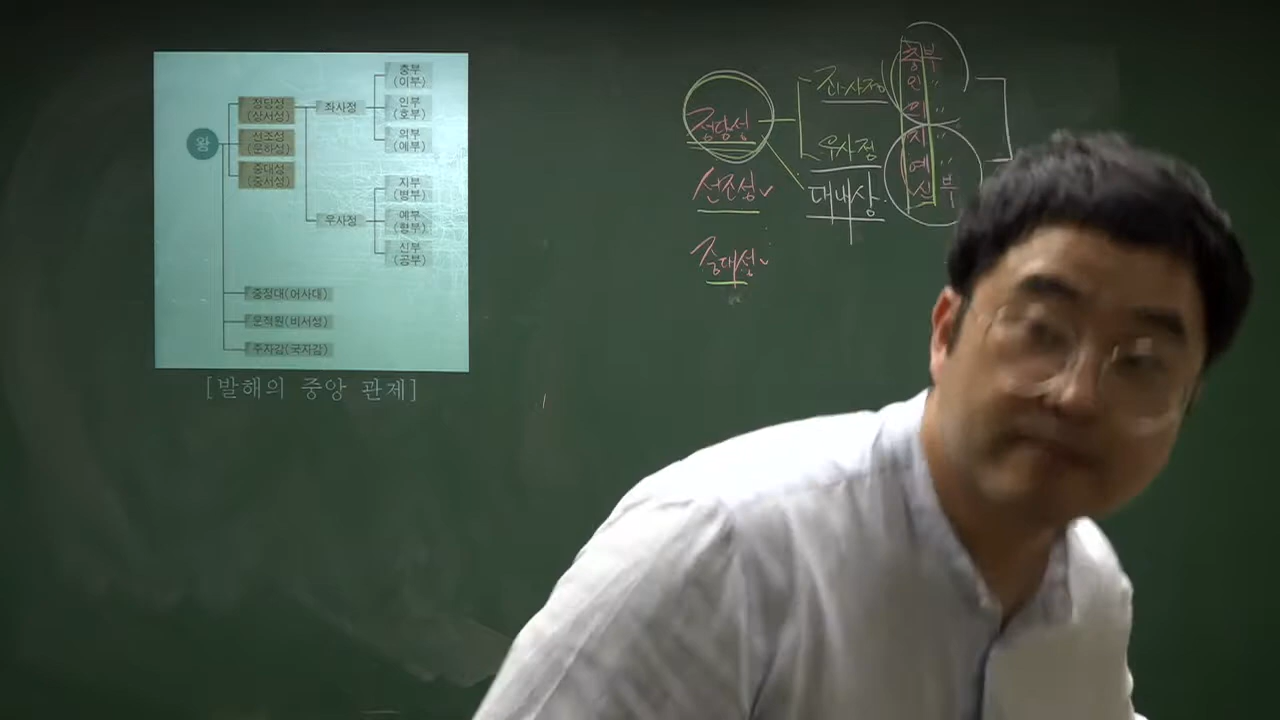 충부
(이부)
정당성
(상서성)
좌사정
인부
(호부)
왕
선조성
(문하성)
의부
(예부)
중대성
(중서성)
지부
(병부)
우사정
예부
(형부)
신부
(공부)
중정대(어사대)
문적원(비서성)
주자감(국자감)
[발해의 중앙 관제]
정당성
좌사정
우사정
대내상
선조성
중대성
충부
인 〃
의 〃
지 〃
예 〃
신부